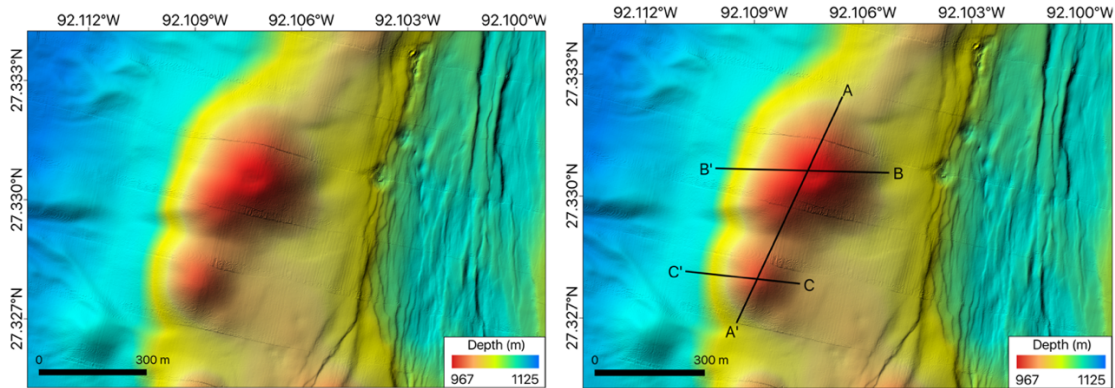 92.112°W 92.109°W 92.106°W 92.103°W 92.100°W
27.333°N
27.330°N
27.327°N
0 300 m
Depth (m)
967 1125
92.112°W 92.109°W 92.106°W 92.103°W 92.100°W
27.333°N
27.330°N
27.327°N
A
B' B
C' C
A'
0 300 m
Depth (m)
967 1125